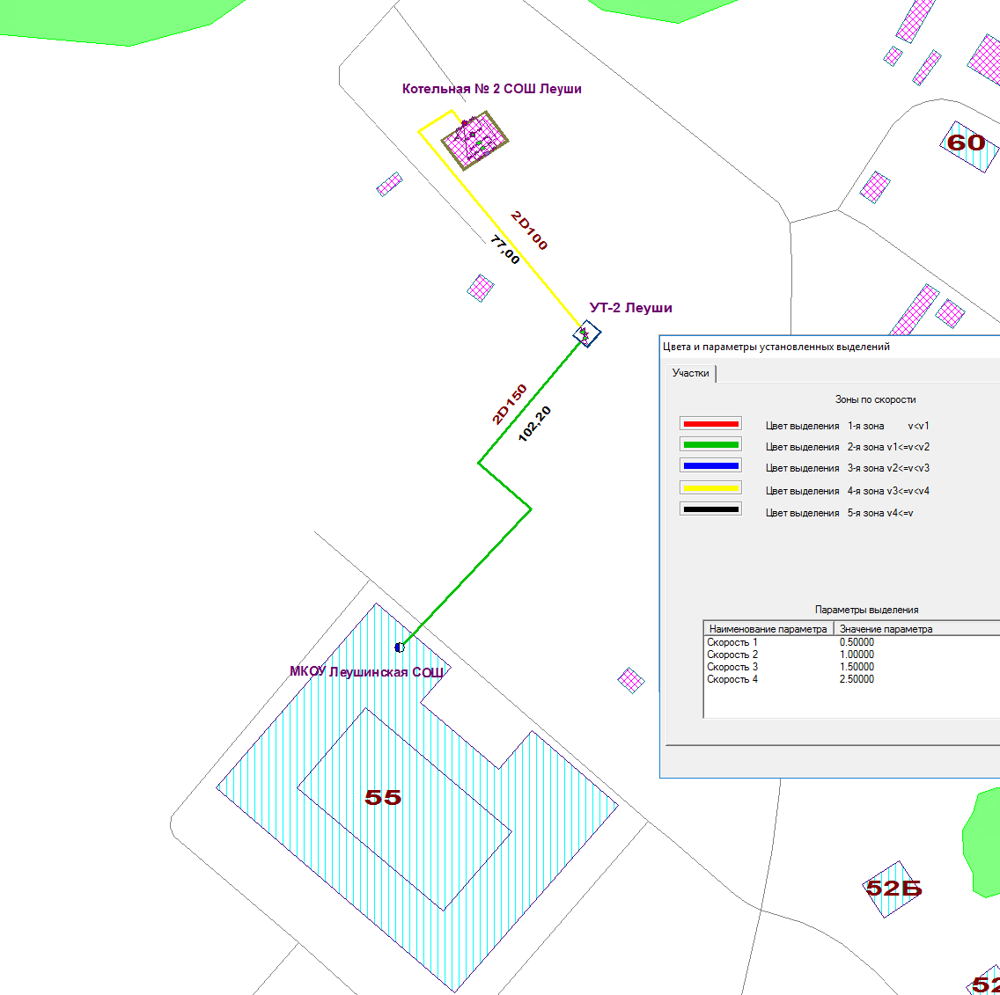 Котельная № 2 СОШ Леуши
60
2D100
77,00
УТ-2 Леуши
2D150
102,20
МКОУ Леушинская СОШ
55
52Б
52
Цвета и параметры установленных выделений
Участки
Зоны по скорости
Цвет выделения 1-я зона v<v1
Цвет выделения 2-я зона v1<=v<v2
Цвет выделения 3-я зона v2<=v<v3
Цвет выделения 4-я зона v3<=v<v4
Цвет выделения 5-я зона v4<=v
Параметры выделения
Наименование параметра Значение параметра
Скорость 1 0.50000
Скорость 2 1.00000
Скорость 3 1.50000
Скорость 4 2.50000